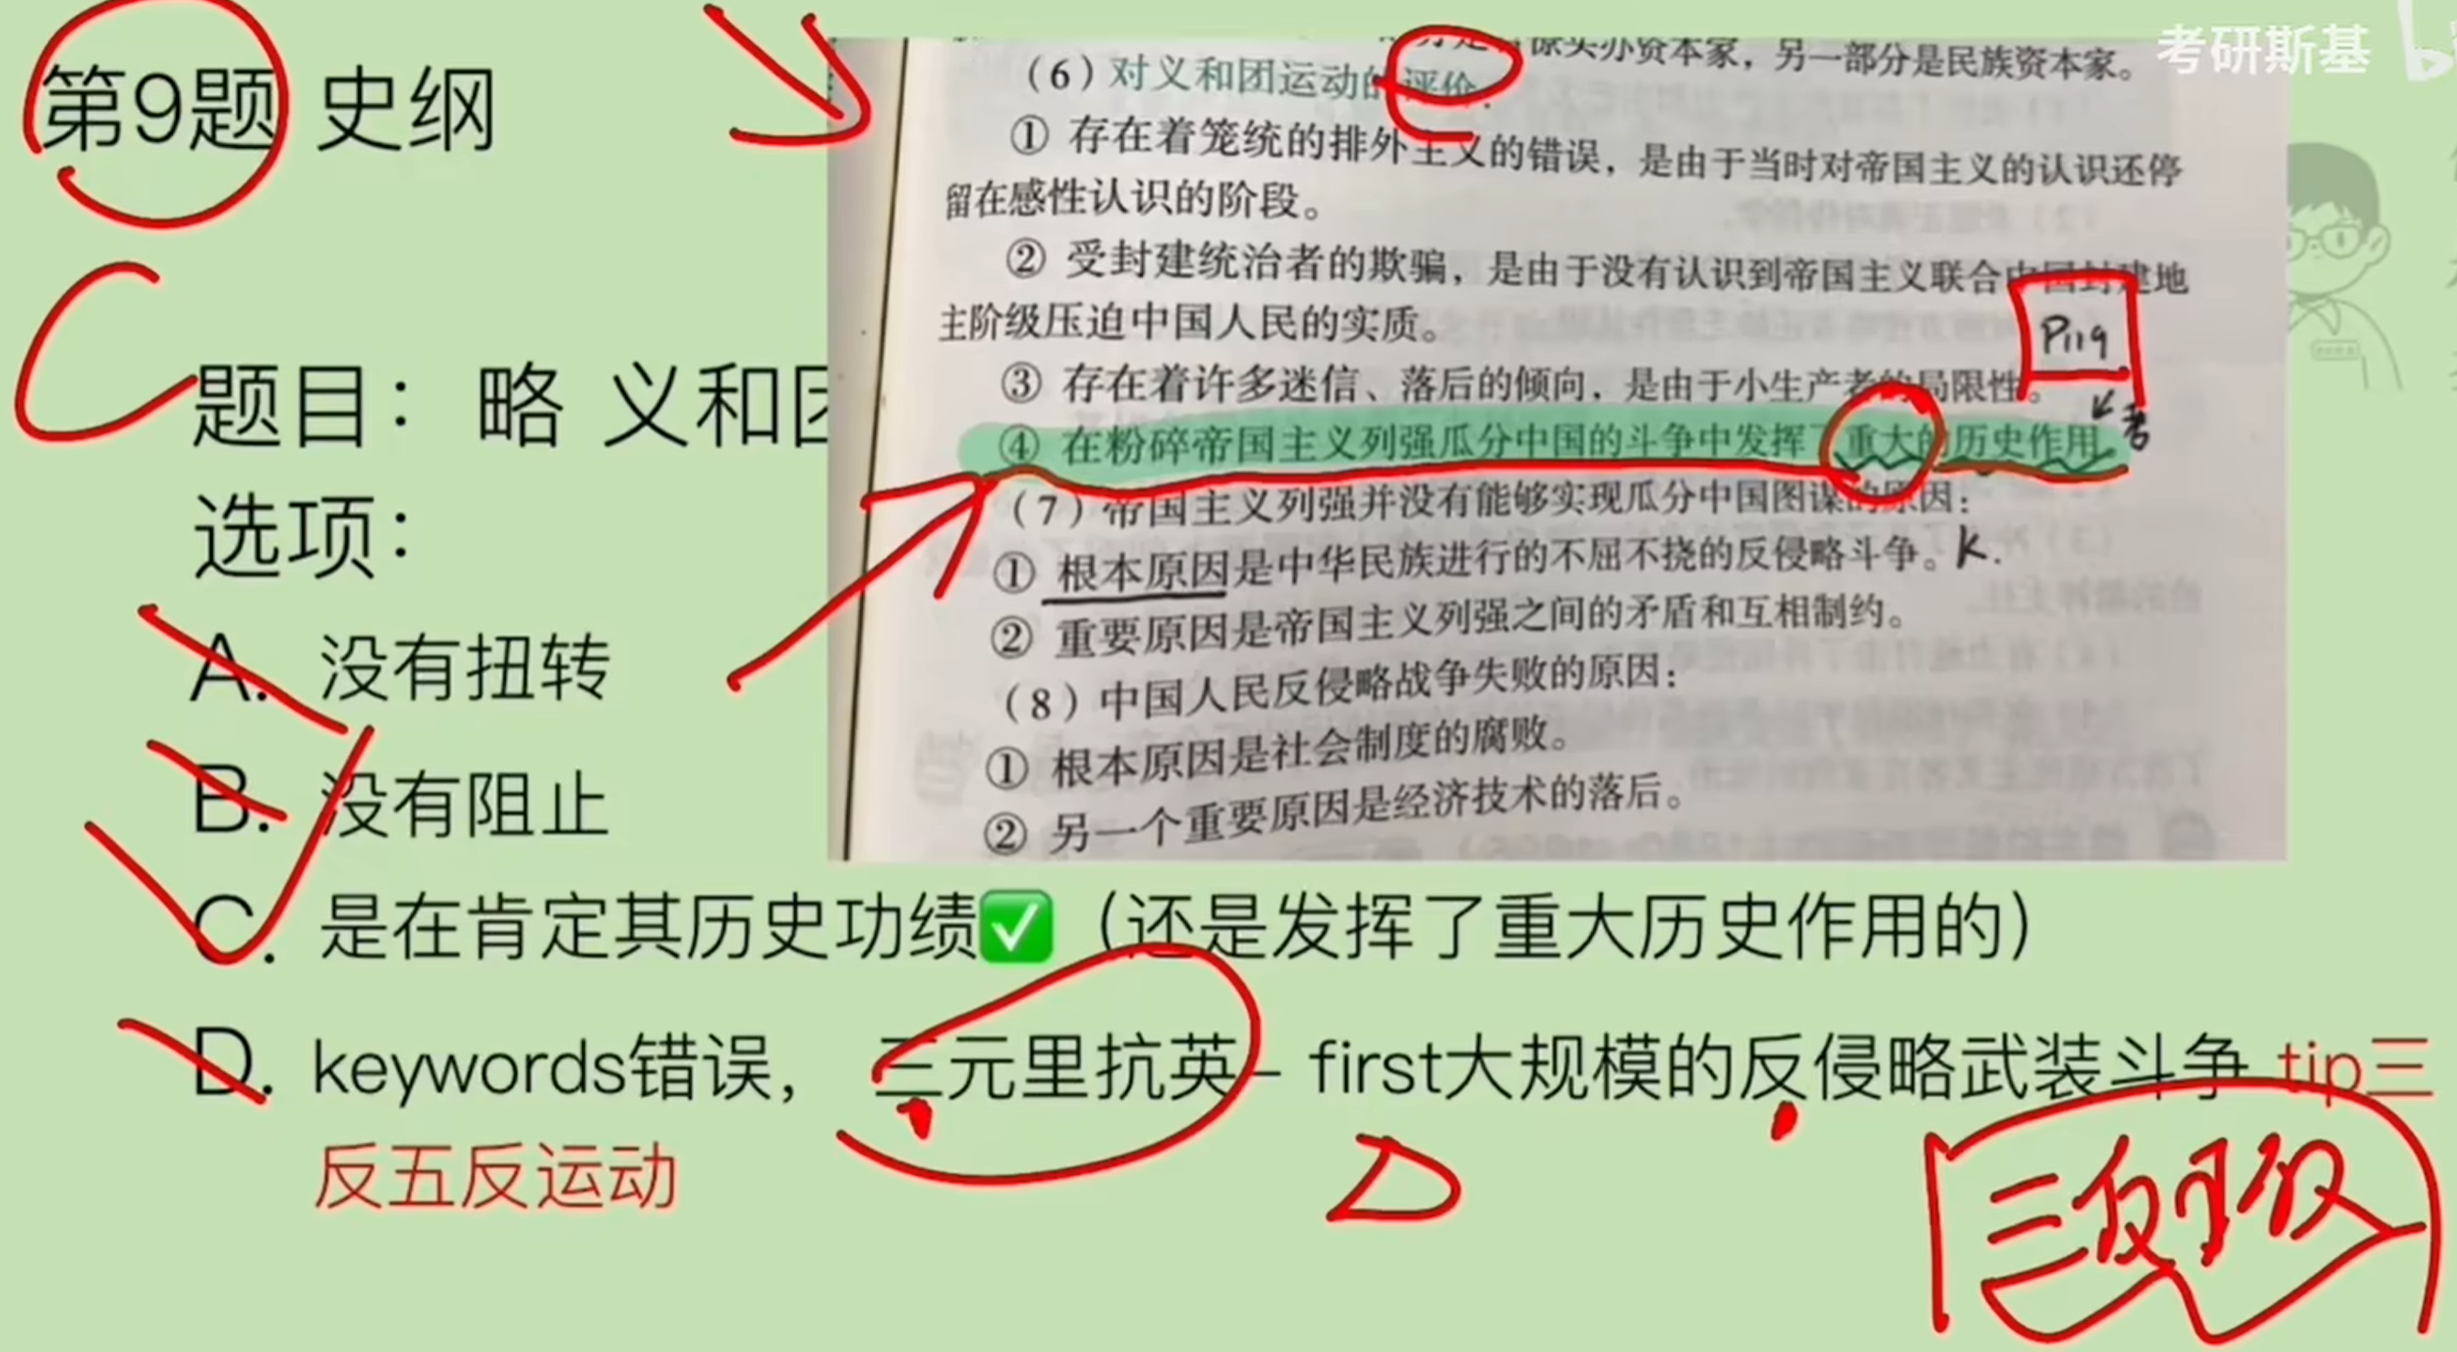 第9题 史纲
考研斯基
另一部分是民族资本家。
（6）对义和团运动的评价：
① 存在着笼统的排外主义的错误，是由于当时对帝国主义的认识还停
留在感性认识的阶段。
② 受封建统治者的欺骗，是由于没有认识到帝国主义联合中国封建地
主阶级压迫中国人民的实质。
P119
③ 存在着许多迷信、落后的倾向，是由于小生产者的局限性。
考
④ 在粉碎帝国主义列强瓜分中国的斗争中发挥了重大的历史作用
（7）帝国主义列强并没有能够实现瓜分中国图谋的原因：
① 根本原因是中华民族进行的不屈不挠的反侵略斗争。K.
② 重要原因是帝国主义列强之间的矛盾和互相制约。
（8）中国人民反侵略战争失败的原因：
① 根本原因是社会制度的腐败。
② 另一个重要原因是经济技术的落后。
题目：略 义和团
选项：
A. 没有扭转
B. 没有阻止
C. 是在肯定其历史功绩✅（还是发挥了重大历史作用的）
D. keywords错误，三元里抗英– first大规模的反侵略武装斗争 tip三
反五反运动